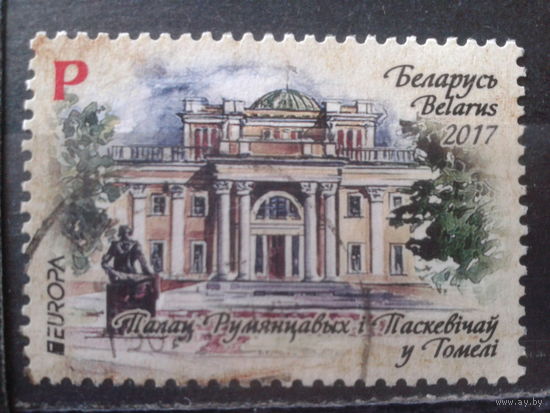 P
Беларусь
Belarus
2017
EUROPA
Палац Румянцавых і Паскевічаў
у Гомелі
www.ay.by